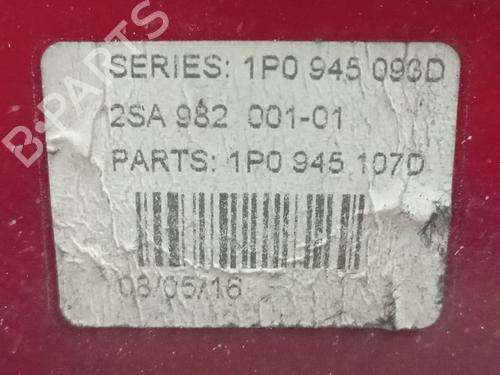 SERIES: 1P0 945 093D
2SA 982 001-01
PARTS: 1P0 945 107D
08/05/16
B-PARTS